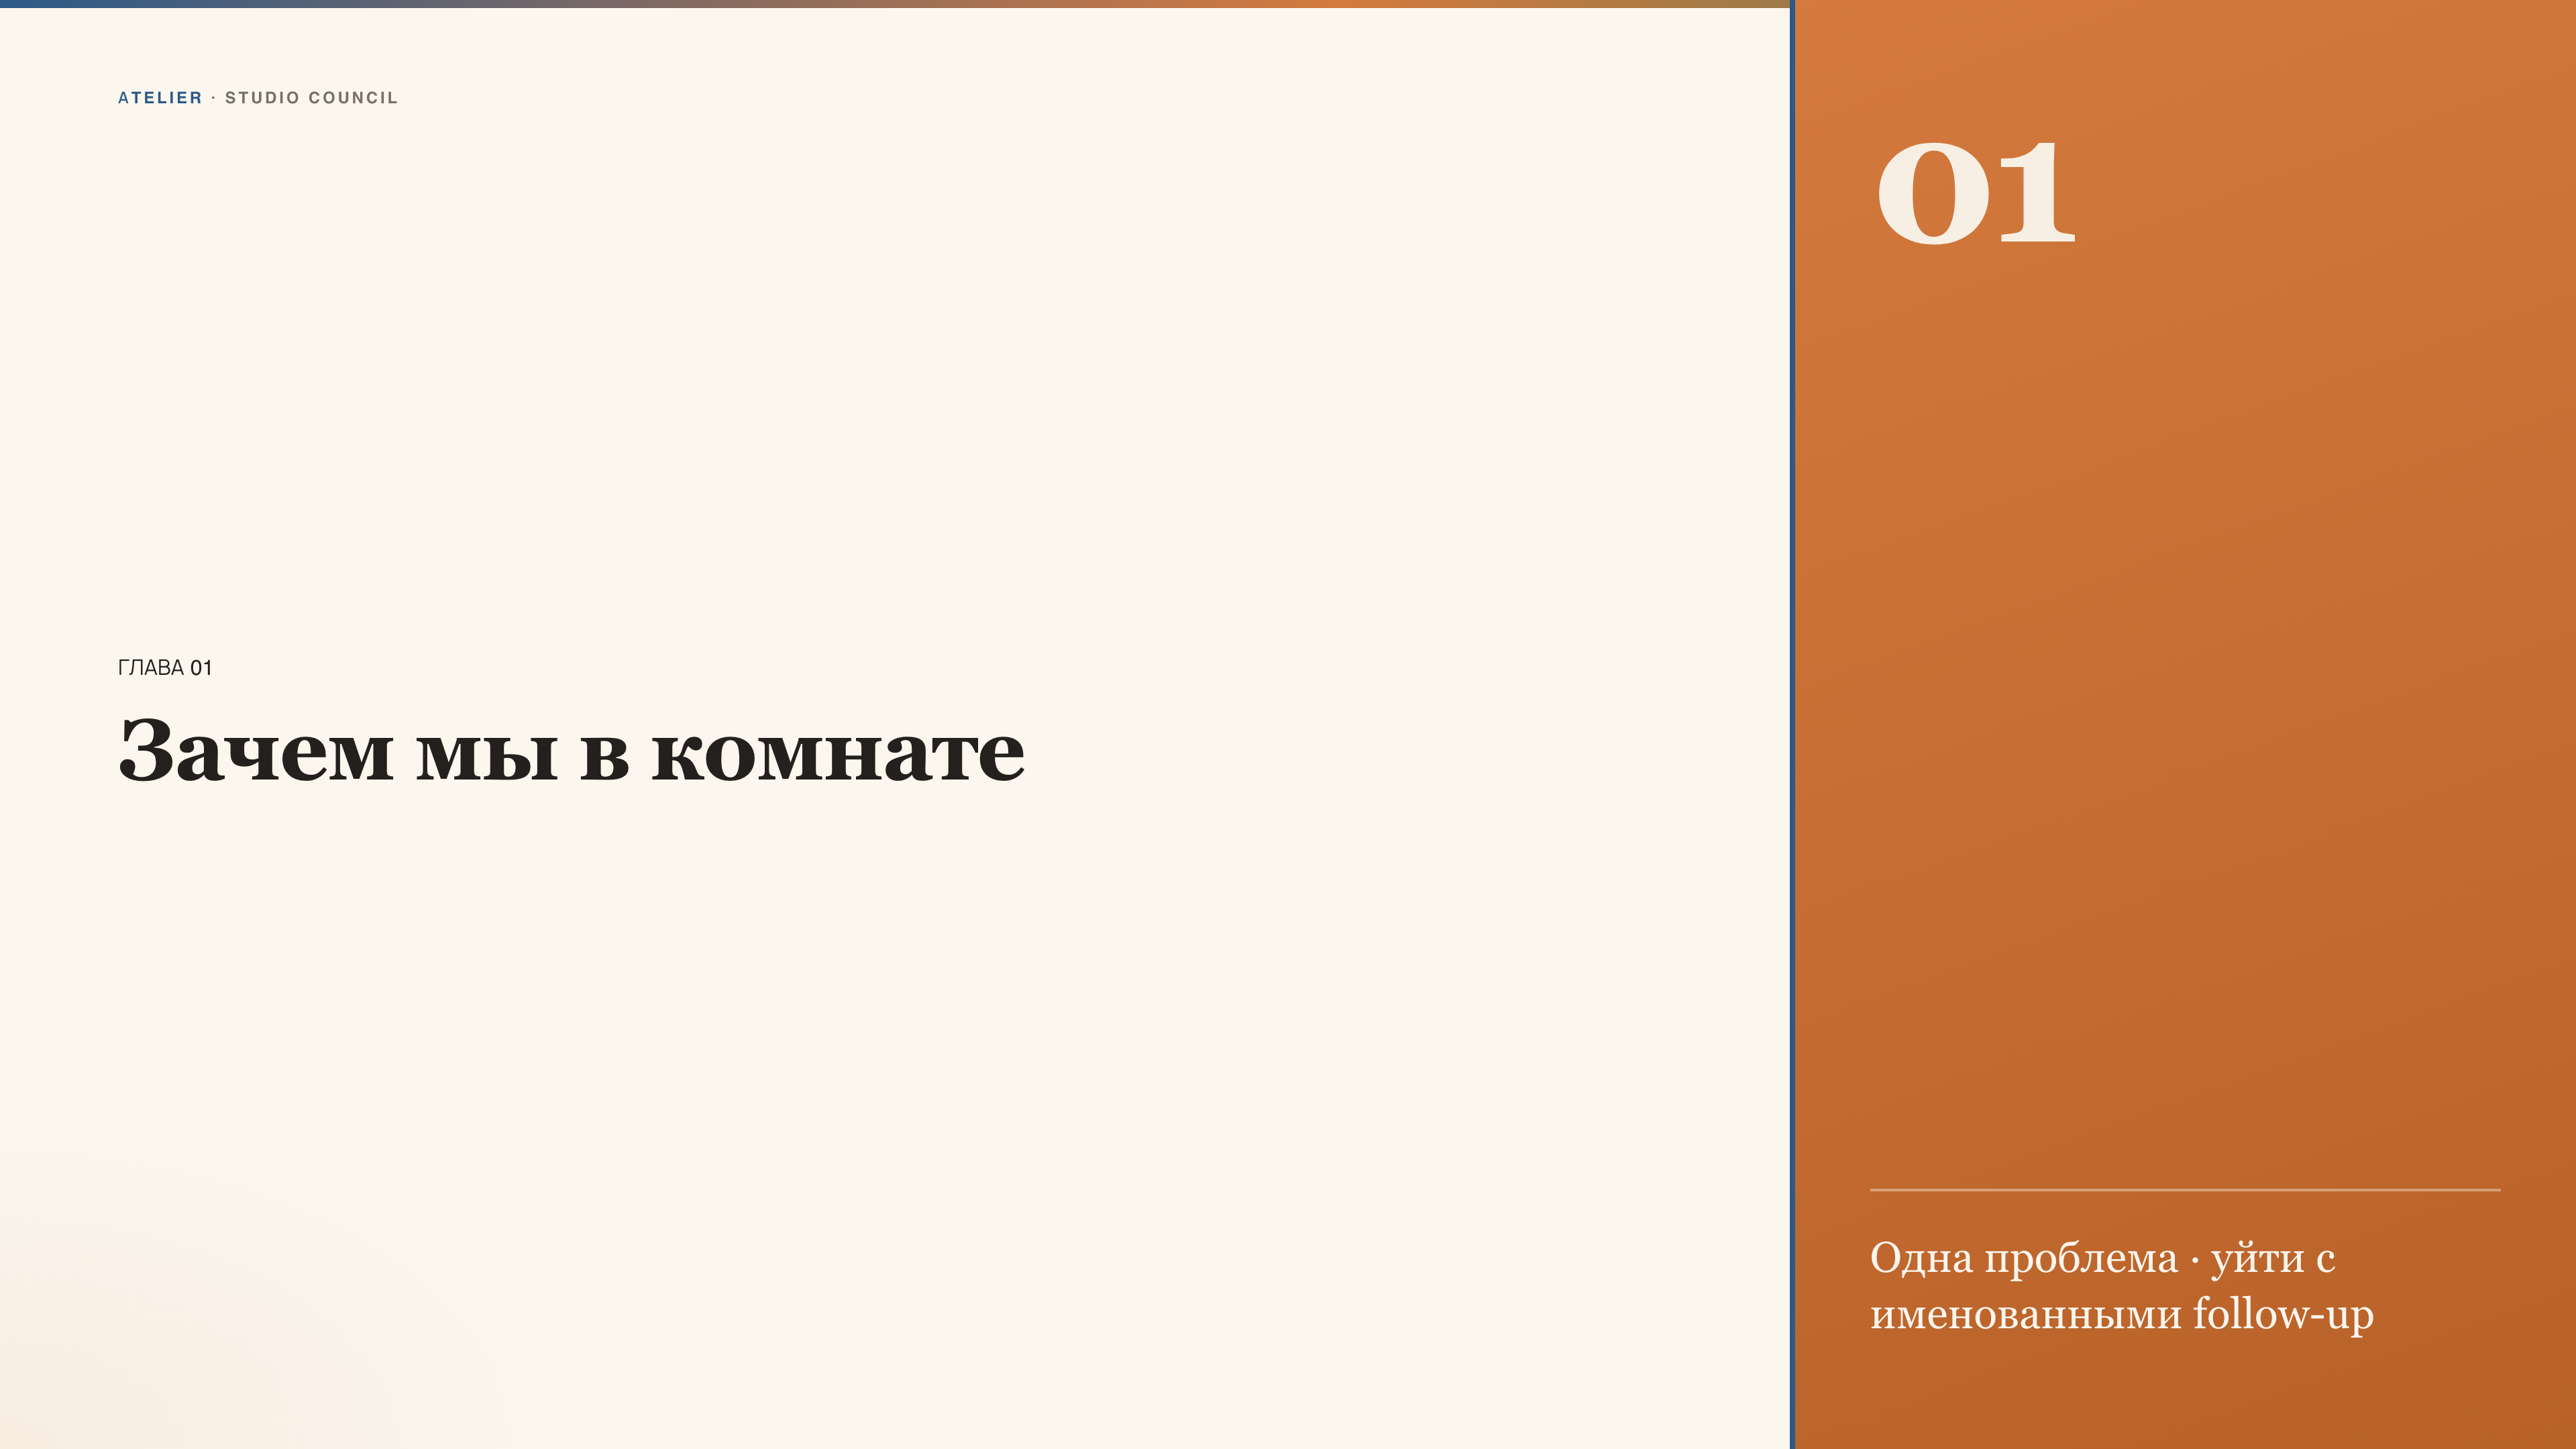 ATELIER · STUDIO COUNCIL
ГЛАВА 01
Зачем мы в комнате
01
Одна проблема · уйти с
именованными follow-up